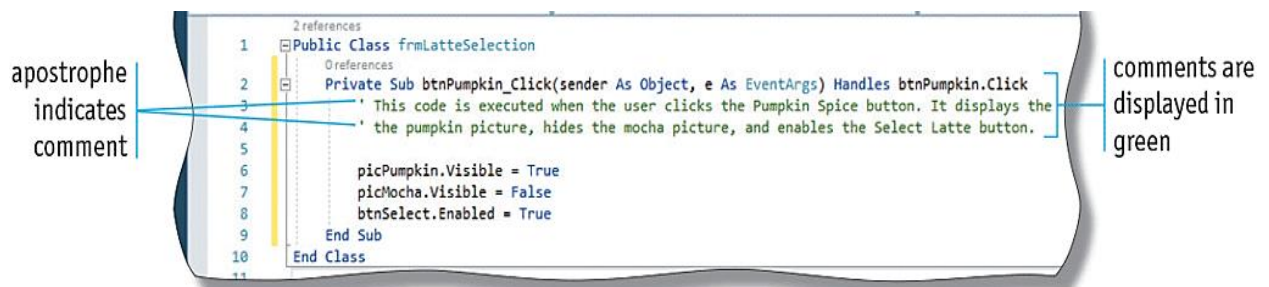 2 references
1 Public Class frmLatteSelection
0 references
2 Private Sub btnPumpkin_Click(sender As Object, e As EventArgs) Handles btnPumpkin.Click
3 ' This code is executed when the user clicks the Pumpkin Spice button. It displays the
4 ' the pumpkin picture, hides the mocha picture, and enables the Select Latte button.
5
6 picPumpkin.Visible = True
7 picMocha.Visible = False
8 btnSelect.Enabled = True
9 End Sub
10 End Class
11
apostrophe
indicates
comment
comments are
displayed in
green